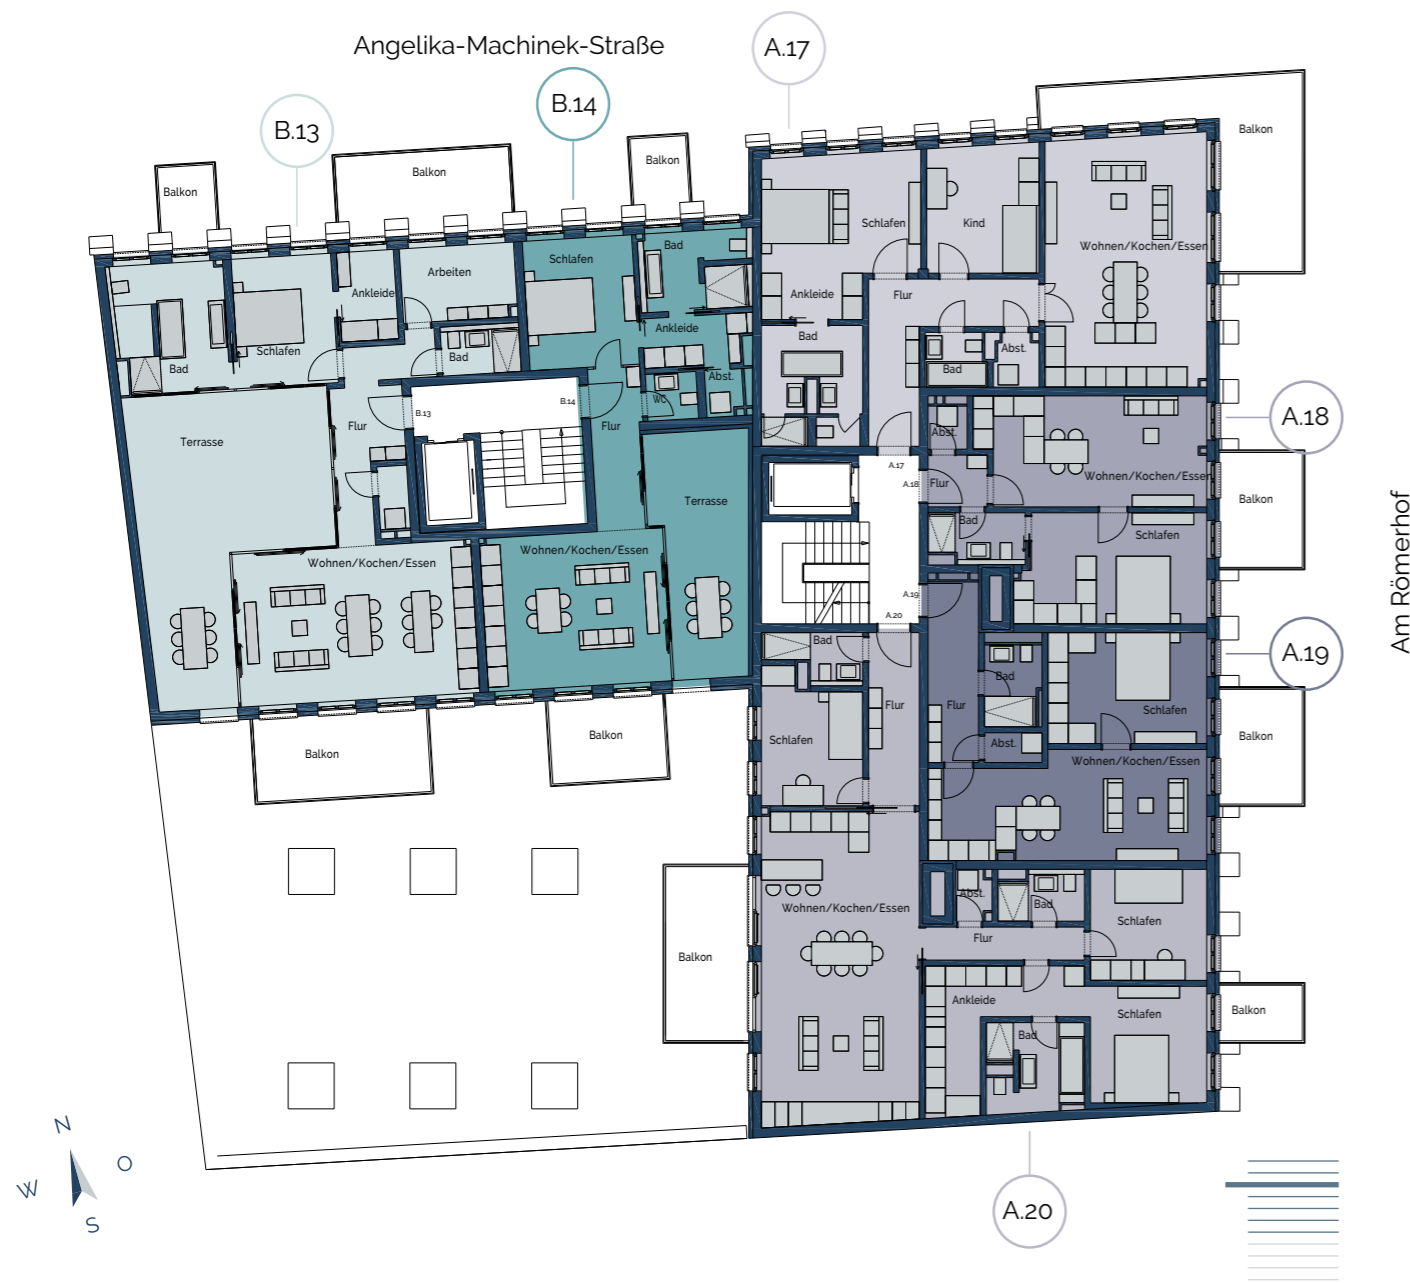 Angelika-Machinek-Straße
A.17
B.14
B.13
Balkon
Balkon
Balkon
Balkon
Schlafen
Kind
Wohnen/Kochen/Essen
Ankleide
Flur
Bad
Bad
Abst.
Bad
Schlafen
Ankleide
Arbeiten
Bad
Schlafen
Bad
Ankleide
Abst.
WC
B.13
B.14
Flur
Flur
Terrasse
Terrasse
Wohnen/Kochen/Essen
Wohnen/Kochen/Essen
Balkon
Balkon
A.17
A.18
A.19
A.20
Abst.
Flur
Bad
Wohnen/Kochen/Essen
Schlafen
Balkon
A.18
Am Römerhof
A.19
Bad
Flur
Abst.
Schlafen
Wohnen/Kochen/Essen
Balkon
Bad
Flur
Schlafen
Wohnen/Kochen/Essen
Balkon
Abst.
Bad
Schlafen
Flur
Ankleide
Bad
Schlafen
Balkon
A.20
N
O
W
S